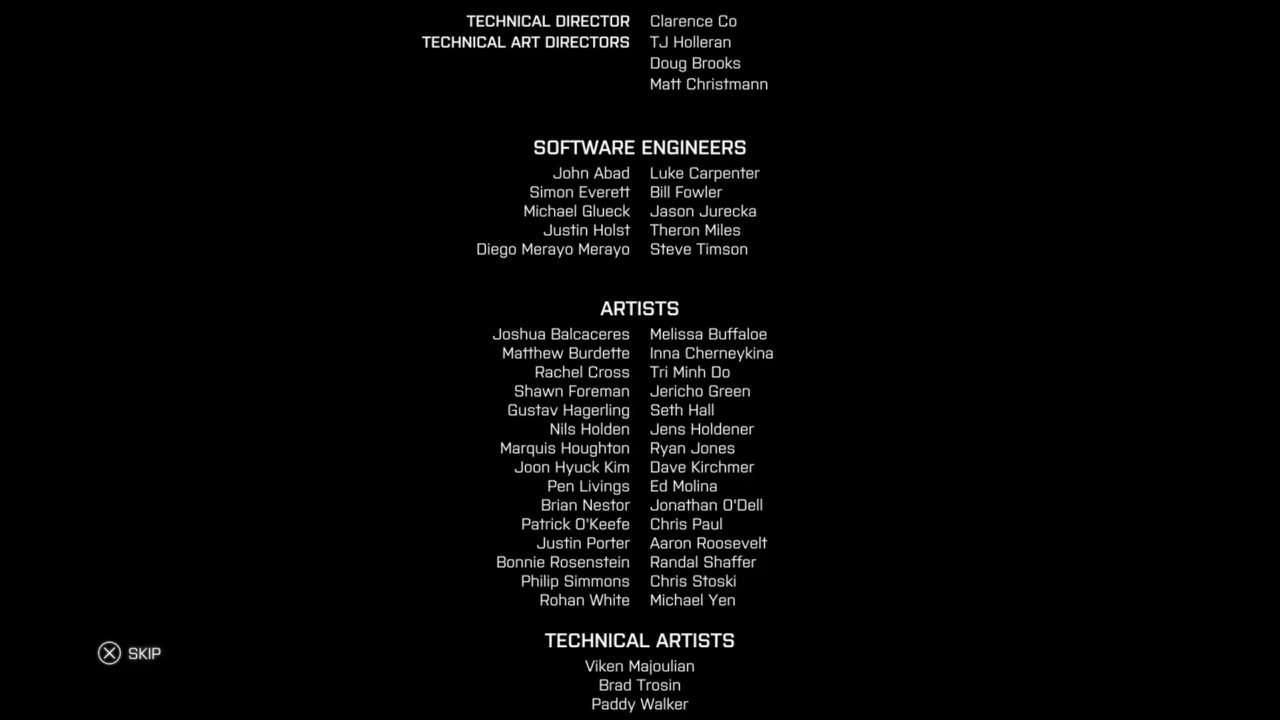 TECHNICAL DIRECTOR Clarence Co
TECHNICAL ART DIRECTORS TJ Holleran
Doug Brooks
Matt Christmann
SOFTWARE ENGINEERS
John Abad Luke Carpenter
Simon Everett Bill Fowler
Michael Glueck Jason Jurecka
Justin Holst Theron Miles
Diego Merayo Merayo Steve Timson
ARTISTS
Joshua Balcaceres Melissa Buffaloe
Matthew Burdette Inna Cherneykina
Rachel Cross Tri Minh Do
Shawn Foreman Jericho Green
Gustav Hagerling Seth Hall
Nils Holden Jens Holdener
Marquis Houghton Ryan Jones
Joon Hyuck Kim Dave Kirchmer
Pen Livings Ed Molina
Brian Nestor Jonathan O'Dell
Patrick O'Keefe Chris Paul
Justin Porter Aaron Roosevelt
Bonnie Rosenstein Randal Shaffer
Philip Simmons Chris Stoski
Rohan White Michael Yen
TECHNICAL ARTISTS
SKIP
Viken Majoulian
Brad Trosin
Paddy Walker